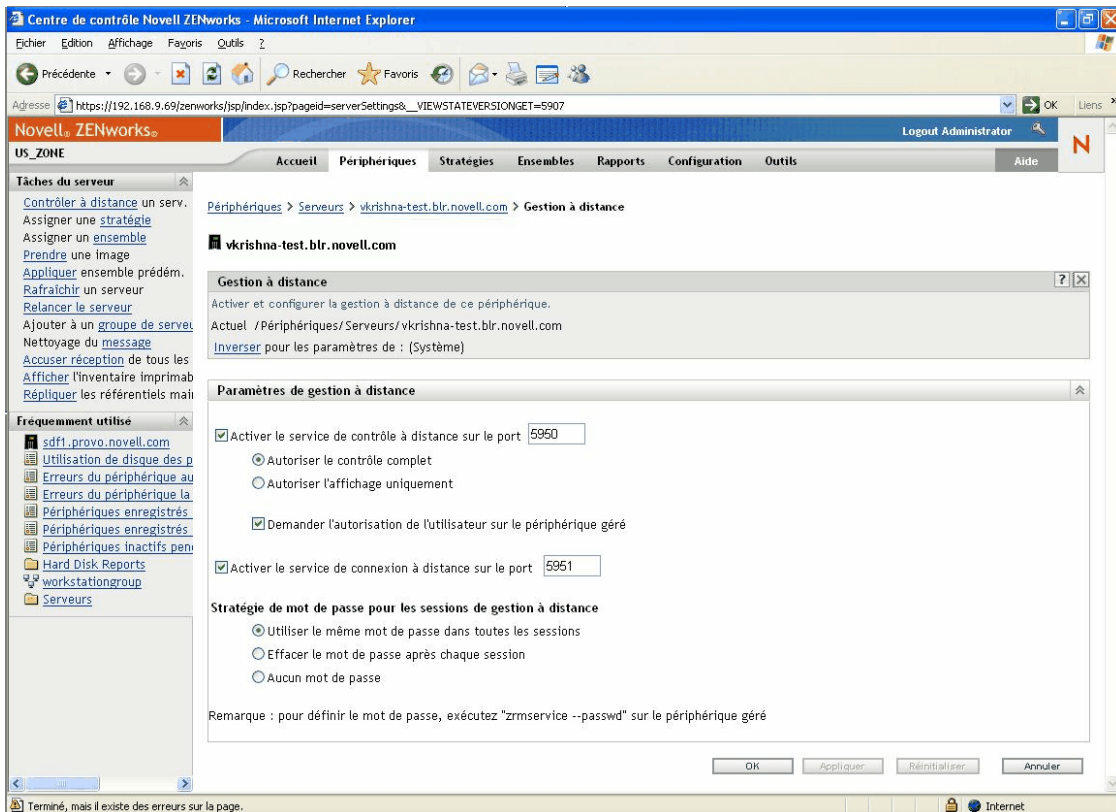 Centre de contrôle Novell ZENworks - Microsoft Internet Explorer
Fichier Edition Affichage Favoris Outils ?
Précédente Rechercher Favoris
Adresse https://192.168.9.69/zenworks/jsp/index.jsp?pageid=serverSettings&__VIEWSTATEVERSIONGET=5907 OK Liens
Novell® ZENworks® Logout Administrator
N
US_ZONE
Accueil Périphériques Stratégies Ensembles Rapports Configuration Outils Aide
Tâches du serveur
Contrôler à distance un serv.
Assigner une stratégie
Assigner un ensemble
Prendre une image
Appliquer ensemble prédém.
Rafraîchir un serveur
Relancer le serveur
Ajouter à un groupe de serveu
Nettoyage du message
Accuser réception de tous les
Afficher l'inventaire imprimab
Répliquer les référentiels mai
Fréquemment utilisé
sdf1.provo.novell.com
Utilisation de disque des p
Erreurs du périphérique au
Erreurs du périphérique la
Périphériques enregistrés
Périphériques enregistrés
Périphériques inactifs pen
Hard Disk Reports
workstationgroup
Serveurs
Périphériques > Serveurs > vkrishna-test.blr.novell.com > Gestion à distance
vkrishna-test.blr.novell.com
Gestion à distance ?
Activer et configurer la gestion à distance de ce périphérique.
Actuel /Périphériques/Serveurs/vkrishna-test.blr.novell.com
Inverser pour les paramètres de : (Système)
Paramètres de gestion à distance
Activer le service de contrôle à distance sur le port 5950
Autoriser le contrôle complet
Autoriser l'affichage uniquement
Demander l'autorisation de l'utilisateur sur le périphérique géré
Activer le service de connexion à distance sur le port 5951
Stratégie de mot de passe pour les sessions de gestion à distance
Utiliser le même mot de passe dans toutes les sessions
Effacer le mot de passe après chaque session
Aucun mot de passe
Remarque : pour définir le mot de passe, exécutez "zrmservice --passwd" sur le périphérique géré
OK Appliquer Réinitialiser Annuler
Terminé, mais il existe des erreurs sur la page. Internet